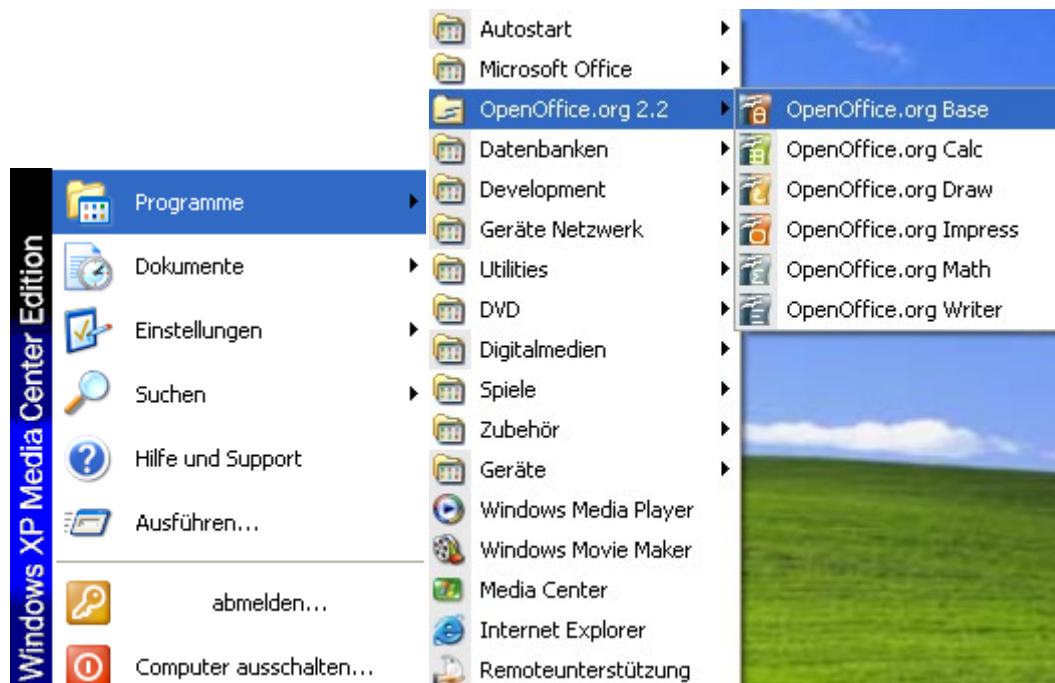 Windows XP Media Center Edition
Programme
Dokumente
Einstellungen
Suchen
Hilfe und Support
Ausführen...
abmelden...
Computer ausschalten...
Autostart
Microsoft Office
OpenOffice.org 2.2
Datenbanken
Development
Geräte Netzwerk
Utilities
DVD
Digitalmedien
Spiele
Zubehör
Geräte
Windows Media Player
Windows Movie Maker
Media Center
Internet Explorer
Remoteunterstützung
OpenOffice.org Base
OpenOffice.org Calc
OpenOffice.org Draw
OpenOffice.org Impress
OpenOffice.org Math
OpenOffice.org Writer